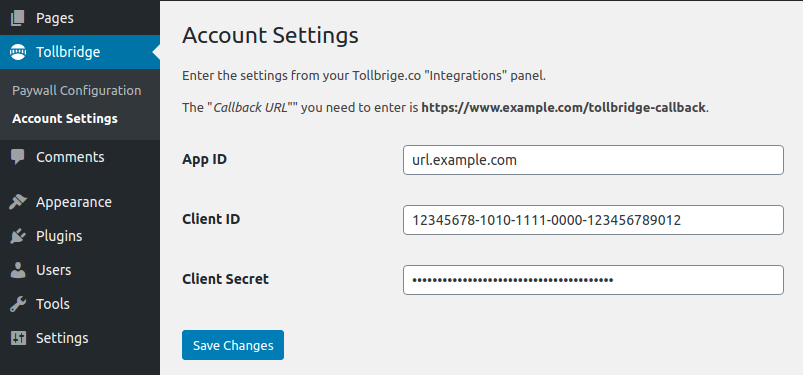 Pages
Tollbridge
Paywall Configuration
Account Settings
Comments
Appearance
Plugins
Users
Tools
Settings
Account Settings
Enter the settings from your Tollbrige.co "Integrations" panel.
The "Callback URL"" you need to enter is https://www.example.com/tollbridge-callback.
App ID
url.example.com
Client ID
12345678-1010-1111-0000-123456789012
Client Secret
••••••••••••••••••••••••••••••••••••••••
Save Changes